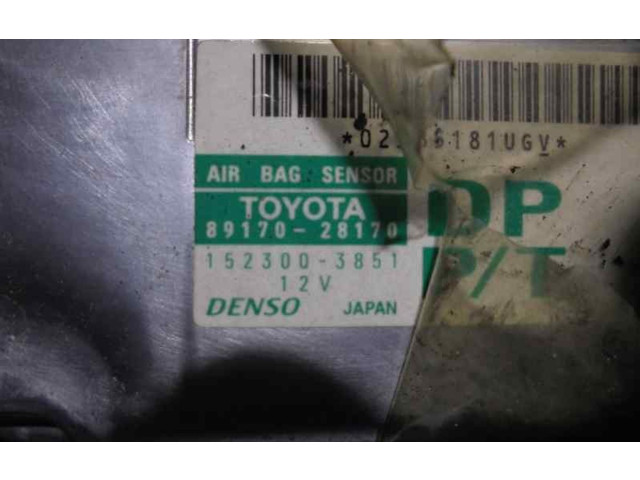 AIR BAG SENSOR
TOYOTA
89170-28170
152300-3851
12V
DENSO JAPAN
DP
P/T